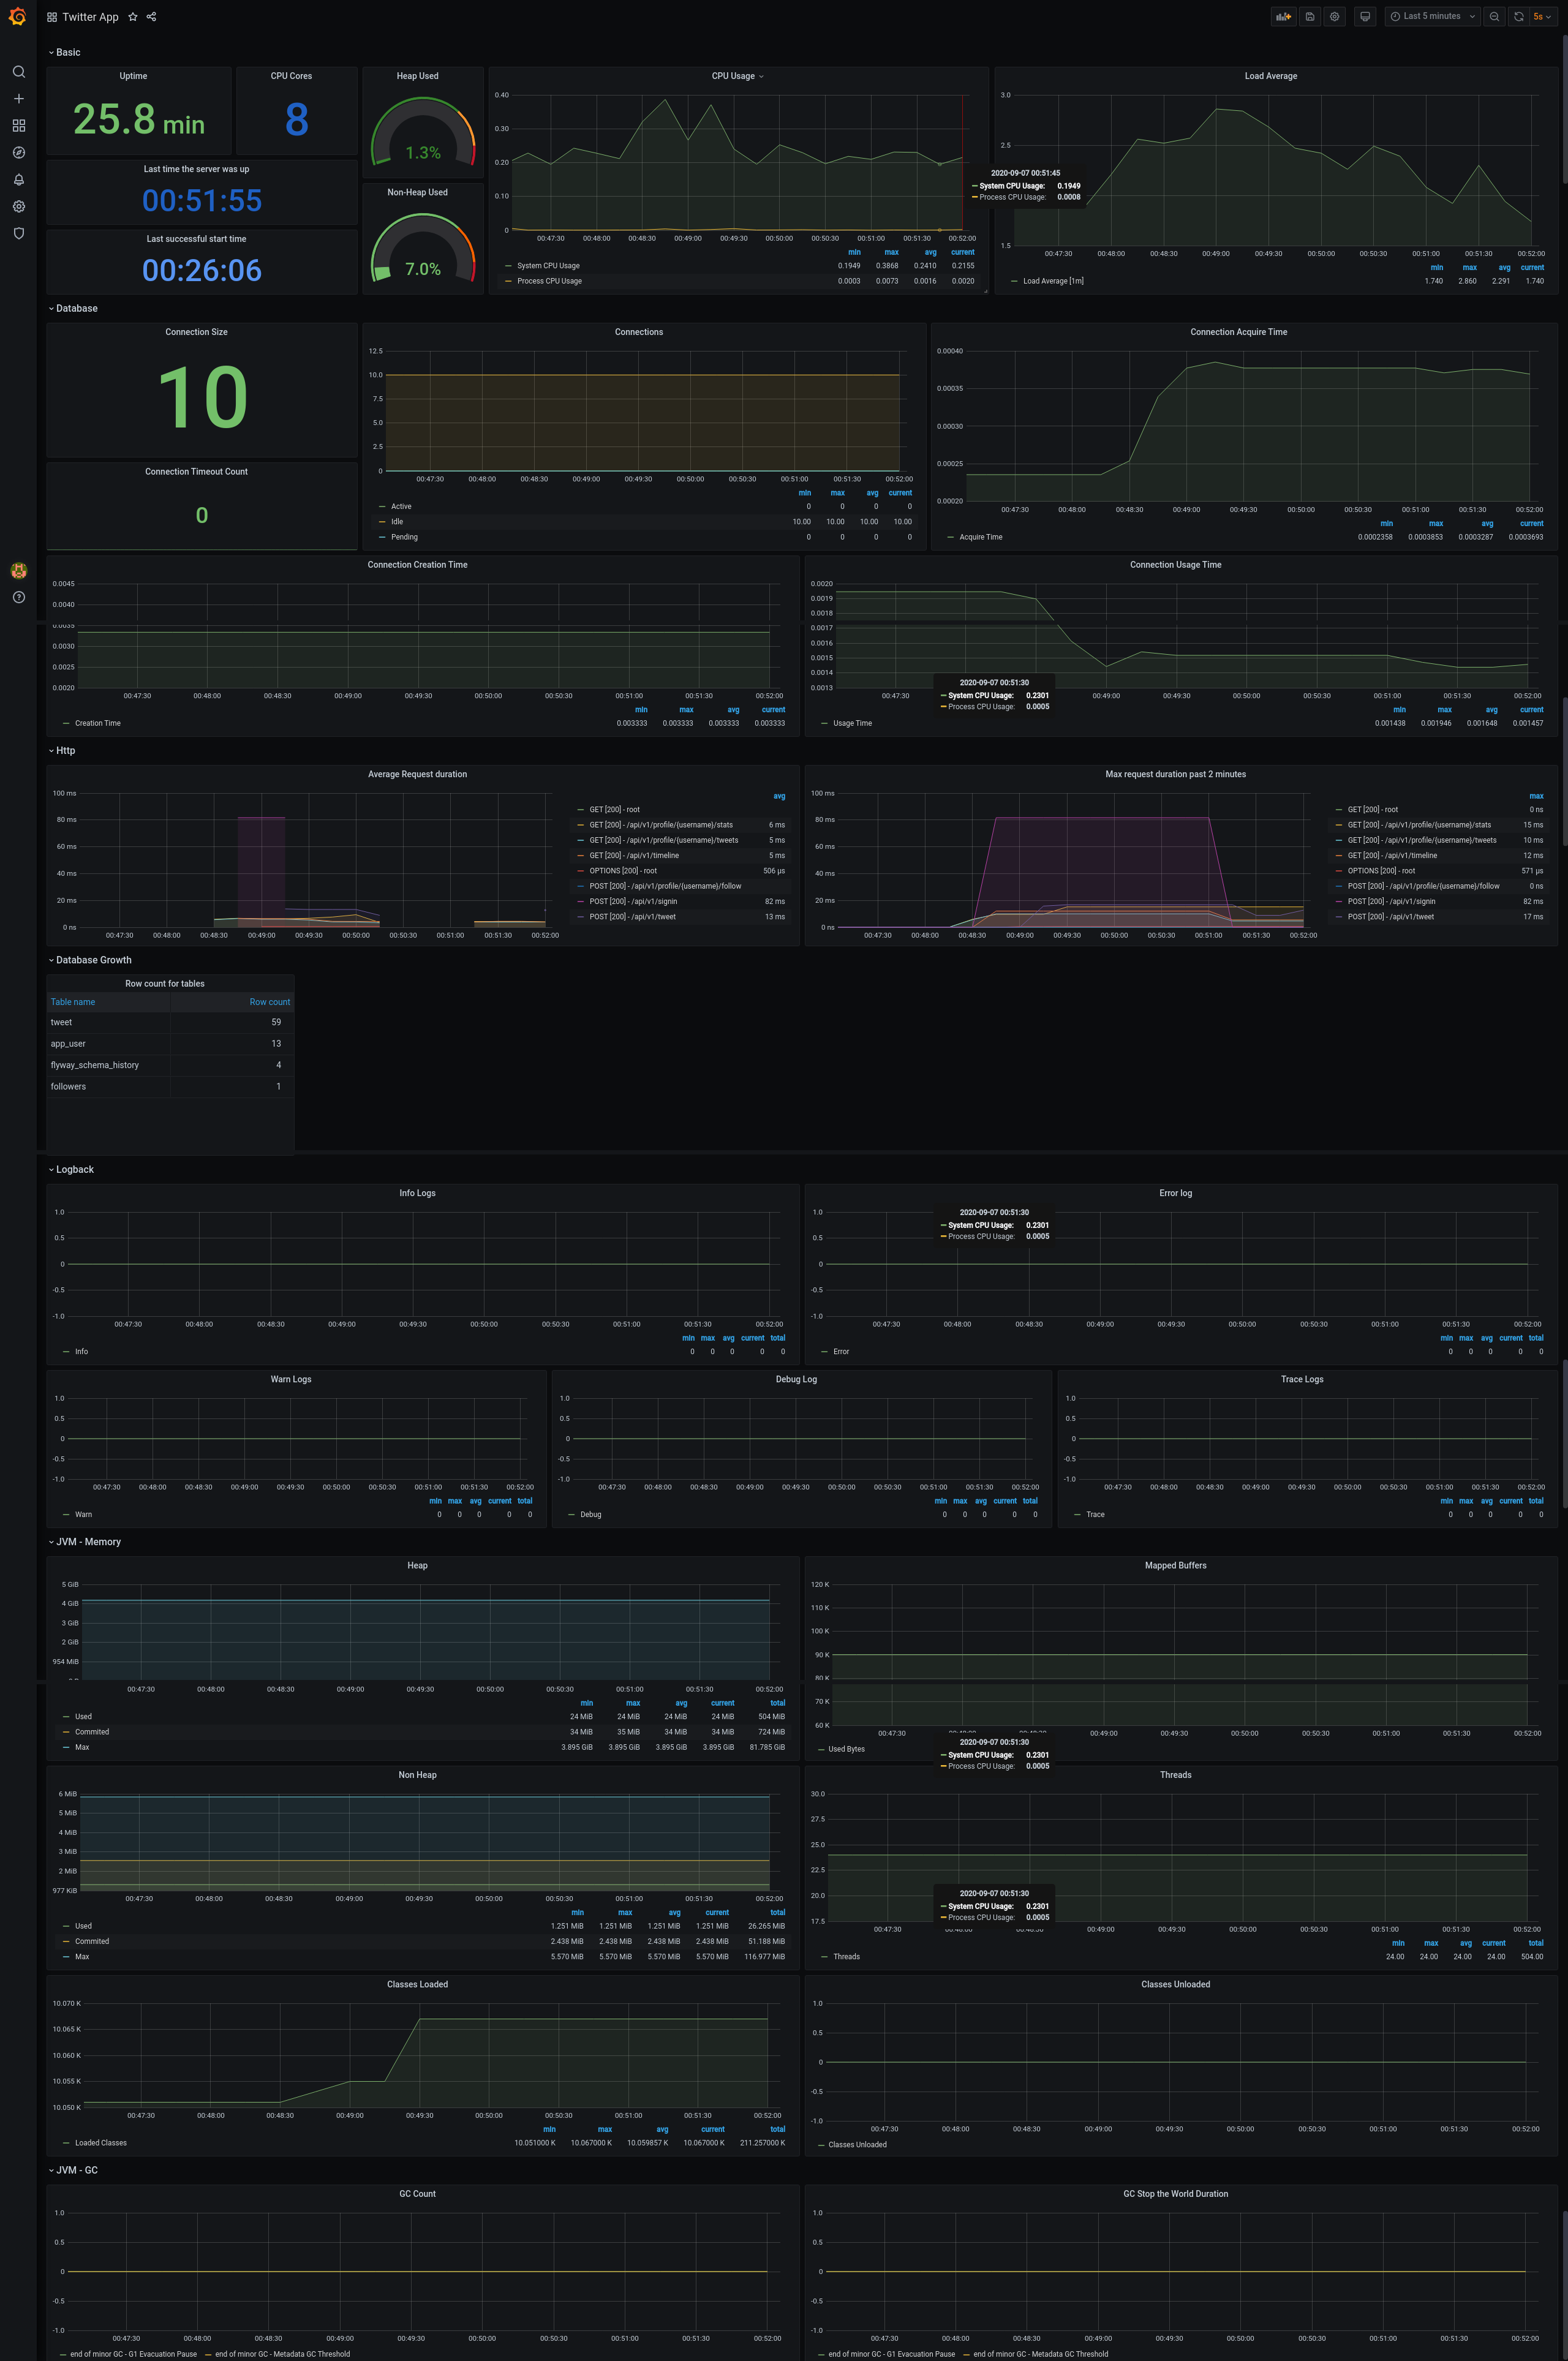 Twitter App
Last 5 minutes
5s
Basic
Uptime
25.8 min
CPU Cores
8
Last time the server was up
00:51:55
Last successful start time
00:26:06
Heap Used
1.3%
Non-Heap Used
7.0%
CPU Usage
0.40
0.30
0.20
0.10
0
00:47:30 00:48:00 00:48:30 00:49:00 00:49:30 00:50:00 00:50:30 00:51:00 00:51:30 00:52:00
min max avg current
System CPU Usage 0.1949 0.3868 0.2410 0.2155
Process CPU Usage 0.0003 0.0073 0.0016 0.0020
2020-09-07 00:51:45
System CPU Usage: 0.1949
Process CPU Usage: 0.0008
Load Average
3.0
2.5
1.5
00:47:30 00:48:00 00:48:30 00:49:00 00:49:30 00:50:00 00:50:30 00:51:00 00:51:30 00:52:00
min max avg current
Load Average [1m] 1.740 2.860 2.291 1.740
Database
Connection Size
10
Connection Timeout Count
0
Connections
12.5
10.0
7.5
5.0
2.5
0
00:47:30 00:48:00 00:48:30 00:49:00 00:49:30 00:50:00 00:50:30 00:51:00 00:51:30 00:52:00
min max avg current
Active 0 0 0 0
Idle 10.00 10.00 10.00 10.00
Pending 0 0 0 0
Connection Acquire Time
0.00040
0.00035
0.00030
0.00025
0.00020
00:47:30 00:48:00 00:48:30 00:49:00 00:49:30 00:50:00 00:50:30 00:51:00 00:51:30 00:52:00
min max avg current
Acquire Time 0.0002358 0.0003853 0.0003287 0.0003693
Connection Creation Time
0.0045
0.0040
0.0035
0.0030
0.0025
0.0020
00:47:30 00:48:00 00:48:30 00:49:00 00:49:30 00:50:00 00:50:30 00:51:00 00:51:30 00:52:00
min max avg current
Creation Time 0.003333 0.003333 0.003333 0.003333
Connection Usage Time
0.0020
0.0019
0.0018
0.0017
0.0016
0.0015
0.0014
0.0013
00:47:30 00:49:00 00:49:30 00:50:00 00:50:30 00:51:00 00:51:30 00:52:00
2020-09-07 00:51:30
System CPU Usage: 0.2301
Process CPU Usage: 0.0005
min max avg current
Usage Time 0.001438 0.001946 0.001648 0.001457
Http
Average Request duration
100 ms
80 ms
60 ms
40 ms
20 ms
0 ns
00:47:30 00:48:00 00:48:30 00:49:00 00:49:30 00:50:00 00:50:30 00:51:00 00:51:30 00:52:00
avg
GET [200] - root
GET [200] - /api/v1/profile/{username}/stats 6 ms
GET [200] - /api/v1/profile/{username}/tweets 5 ms
GET [200] - /api/v1/timeline 5 ms
OPTIONS [200] - root 506 µs
POST [200] - /api/v1/profile/{username}/follow
POST [200] - /api/v1/signin 82 ms
POST [200] - /api/v1/tweet 13 ms
Max request duration past 2 minutes
100 ms
80 ms
60 ms
40 ms
20 ms
0 ns
00:47:30 00:48:00 00:48:30 00:49:00 00:49:30 00:50:00 00:50:30 00:51:00 00:51:30 00:52:00
max
GET [200] - root 0 ns
GET [200] - /api/v1/profile/{username}/stats 15 ms
GET [200] - /api/v1/profile/{username}/tweets 10 ms
GET [200] - /api/v1/timeline 12 ms
OPTIONS [200] - root 571 µs
POST [200] - /api/v1/profile/{username}/follow 0 ns
POST [200] - /api/v1/signin 82 ms
POST [200] - /api/v1/tweet 17 ms
Database Growth
Row count for tables
Table name Row count
tweet 59
app_user 13
flyway_schema_history 4
followers 1
Logback
Info Logs
1.0
0.5
0
-0.5
-1.0
00:47:30 00:48:00 00:48:30 00:49:00 00:49:30 00:50:00 00:50:30 00:51:00 00:51:30 00:52:00
min max avg current total
Info 0 0 0 0 0
Error log
1.0
0.5
0
-0.5
-1.0
2020-09-07 00:51:30
System CPU Usage: 0.2301
Process CPU Usage: 0.0005
00:47:30 00:48:00 00:48:30 00:49:00 00:49:30 00:50:00 00:50:30 00:51:00 00:51:30 00:52:00
min max avg current total
Error 0 0 0 0 0
Warn Logs
1.0
0.5
0
-0.5
-1.0
00:47:30 00:48:00 00:48:30 00:49:00 00:49:30 00:50:00 00:50:30 00:51:00 00:51:30 00:52:00
min max avg current total
Warn 0 0 0 0 0
Debug Log
1.0
0.5
0
-0.5
-1.0
00:47:30 00:48:00 00:48:30 00:49:00 00:49:30 00:50:00 00:50:30 00:51:00 00:51:30 00:52:00
min max avg current total
Debug 0 0 0 0 0
Trace Logs
1.0
0.5
0
-0.5
-1.0
00:47:30 00:48:00 00:48:30 00:49:00 00:49:30 00:50:00 00:50:30 00:51:00 00:51:30 00:52:00
min max avg current total
Trace 0 0 0 0 0
JVM - Memory
Heap
5 GiB
4 GiB
3 GiB
2 GiB
954 MiB
00:47:30 00:48:00 00:48:30 00:49:00 00:49:30 00:50:00 00:50:30 00:51:00 00:51:30 00:52:00
min max avg current total
Used 24 MiB 24 MiB 24 MiB 24 MiB 504 MiB
Commited 34 MiB 35 MiB 34 MiB 34 MiB 724 MiB
Max 3.895 GiB 3.895 GiB 3.895 GiB 3.895 GiB 81.785 GiB
Mapped Buffers
120 K
110 K
100 K
90 K
80 K
70 K
60 K
00:47:30 00:49:00 00:49:30 00:50:00 00:50:30 00:51:00 00:51:30 00:52:00
Used Bytes
2020-09-07 00:51:30
System CPU Usage: 0.2301
Process CPU Usage: 0.0005
Non Heap
6 MiB
5 MiB
4 MiB
3 MiB
2 MiB
977 KiB
00:47:30 00:48:00 00:48:30 00:49:00 00:49:30 00:50:00 00:50:30 00:51:00 00:51:30 00:52:00
min max avg current total
Used 1.251 MiB 1.251 MiB 1.251 MiB 1.251 MiB 26.265 MiB
Commited 2.438 MiB 2.438 MiB 2.438 MiB 2.438 MiB 51.188 MiB
Max 5.570 MiB 5.570 MiB 5.570 MiB 5.570 MiB 116.977 MiB
Threads
30.0
27.5
25.0
22.5
20.0
17.5
2020-09-07 00:51:30
System CPU Usage: 0.2301
Process CPU Usage: 0.0005
00:47:30 00:49:00 00:49:30 00:50:00 00:50:30 00:51:00 00:51:30 00:52:00
min max avg current total
Threads 24.00 24.00 24.00 24.00 504.00
Classes Loaded
10.070 K
10.065 K
10.060 K
10.055 K
10.050 K
00:47:30 00:48:00 00:48:30 00:49:00 00:49:30 00:50:00 00:50:30 00:51:00 00:51:30 00:52:00
min max avg current total
Loaded Classes 10.051000 K 10.067000 K 10.059857 K 10.067000 K 211.257000 K
Classes Unloaded
1.0
0.5
0
-0.5
-1.0
00:47:30 00:48:00 00:48:30 00:49:00 00:49:30 00:50:00 00:50:30 00:51:00 00:51:30 00:52:00
Classes Unloaded
JVM - GC
GC Count
1.0
0.5
0
-0.5
-1.0
00:47:30 00:48:00 00:48:30 00:49:00 00:49:30 00:50:00 00:50:30 00:51:00 00:51:30 00:52:00
end of minor GC - G1 Evacuation Pause end of minor GC - Metadata GC Threshold
GC Stop the World Duration
1.0
0.5
0
-0.5
-1.0
00:47:30 00:48:00 00:48:30 00:49:00 00:49:30 00:50:00 00:50:30 00:51:00 00:51:30 00:52:00
end of minor GC - G1 Evacuation Pause end of minor GC - Metadata GC Threshold